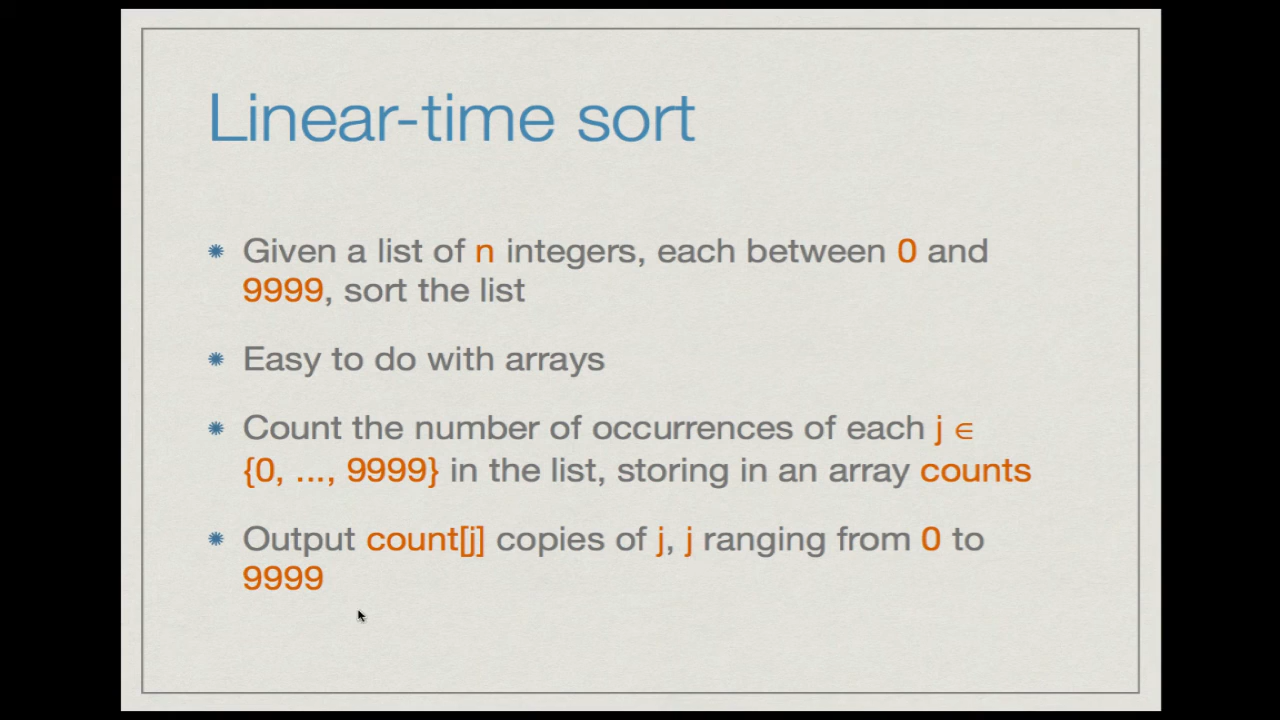 Linear-time sort
Given a list of n integers, each between 0 and
9999, sort the list
Easy to do with arrays
Count the number of occurrences of each j ∈
{0, ..., 9999} in the list, storing in an array counts
Output count[j] copies of j, j ranging from 0 to
9999